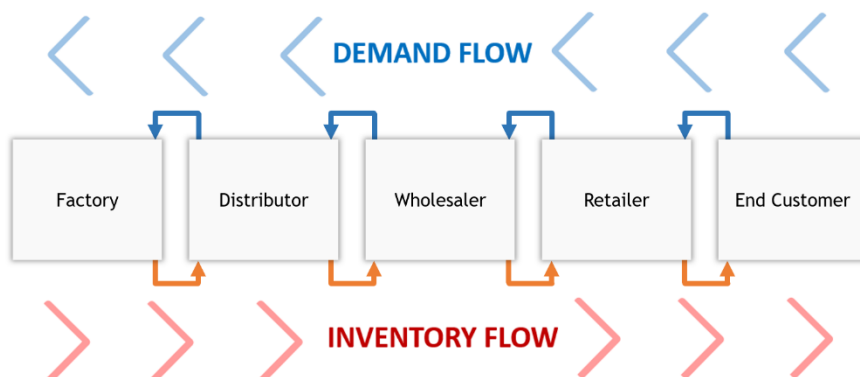 DEMAND FLOW
Factory
Distributor
Wholesaler
Retailer
End Customer
INVENTORY FLOW